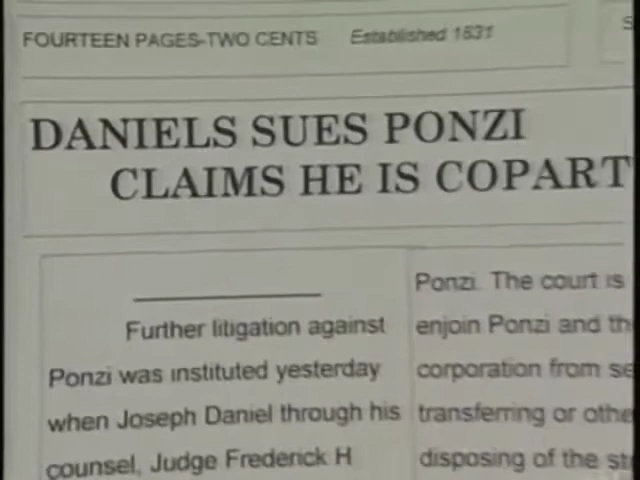 FOURTEEN PAGES-TWO CENTS Established 1831
S
DANIELS SUES PONZI
CLAIMS HE IS COPART
Further litigation against
Ponzi was instituted yesterday
when Joseph Daniel through his
counsel, Judge Frederick H
Ponzi. The court is
enjoin Ponzi and th
corporation from se
transferring or othe
disposing of the st